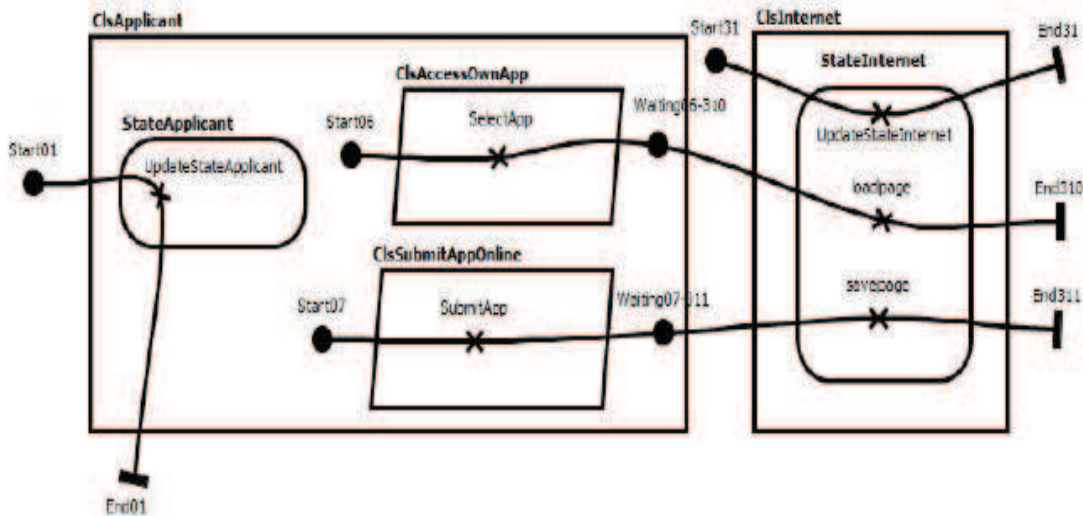 ClsApplicant
ClsInternet
Start31
End31
StateInternet
ClsAccessOwnApp
Waiting06-310
SelectApp
StateApplicant
Start06
UpdateStateInternet
Start01
UpdateStateApplicant
loadpage
End310
ClsSubmitAppOnline
savepage
Start07
SubmitApp
Waiting07-311
End311
End01